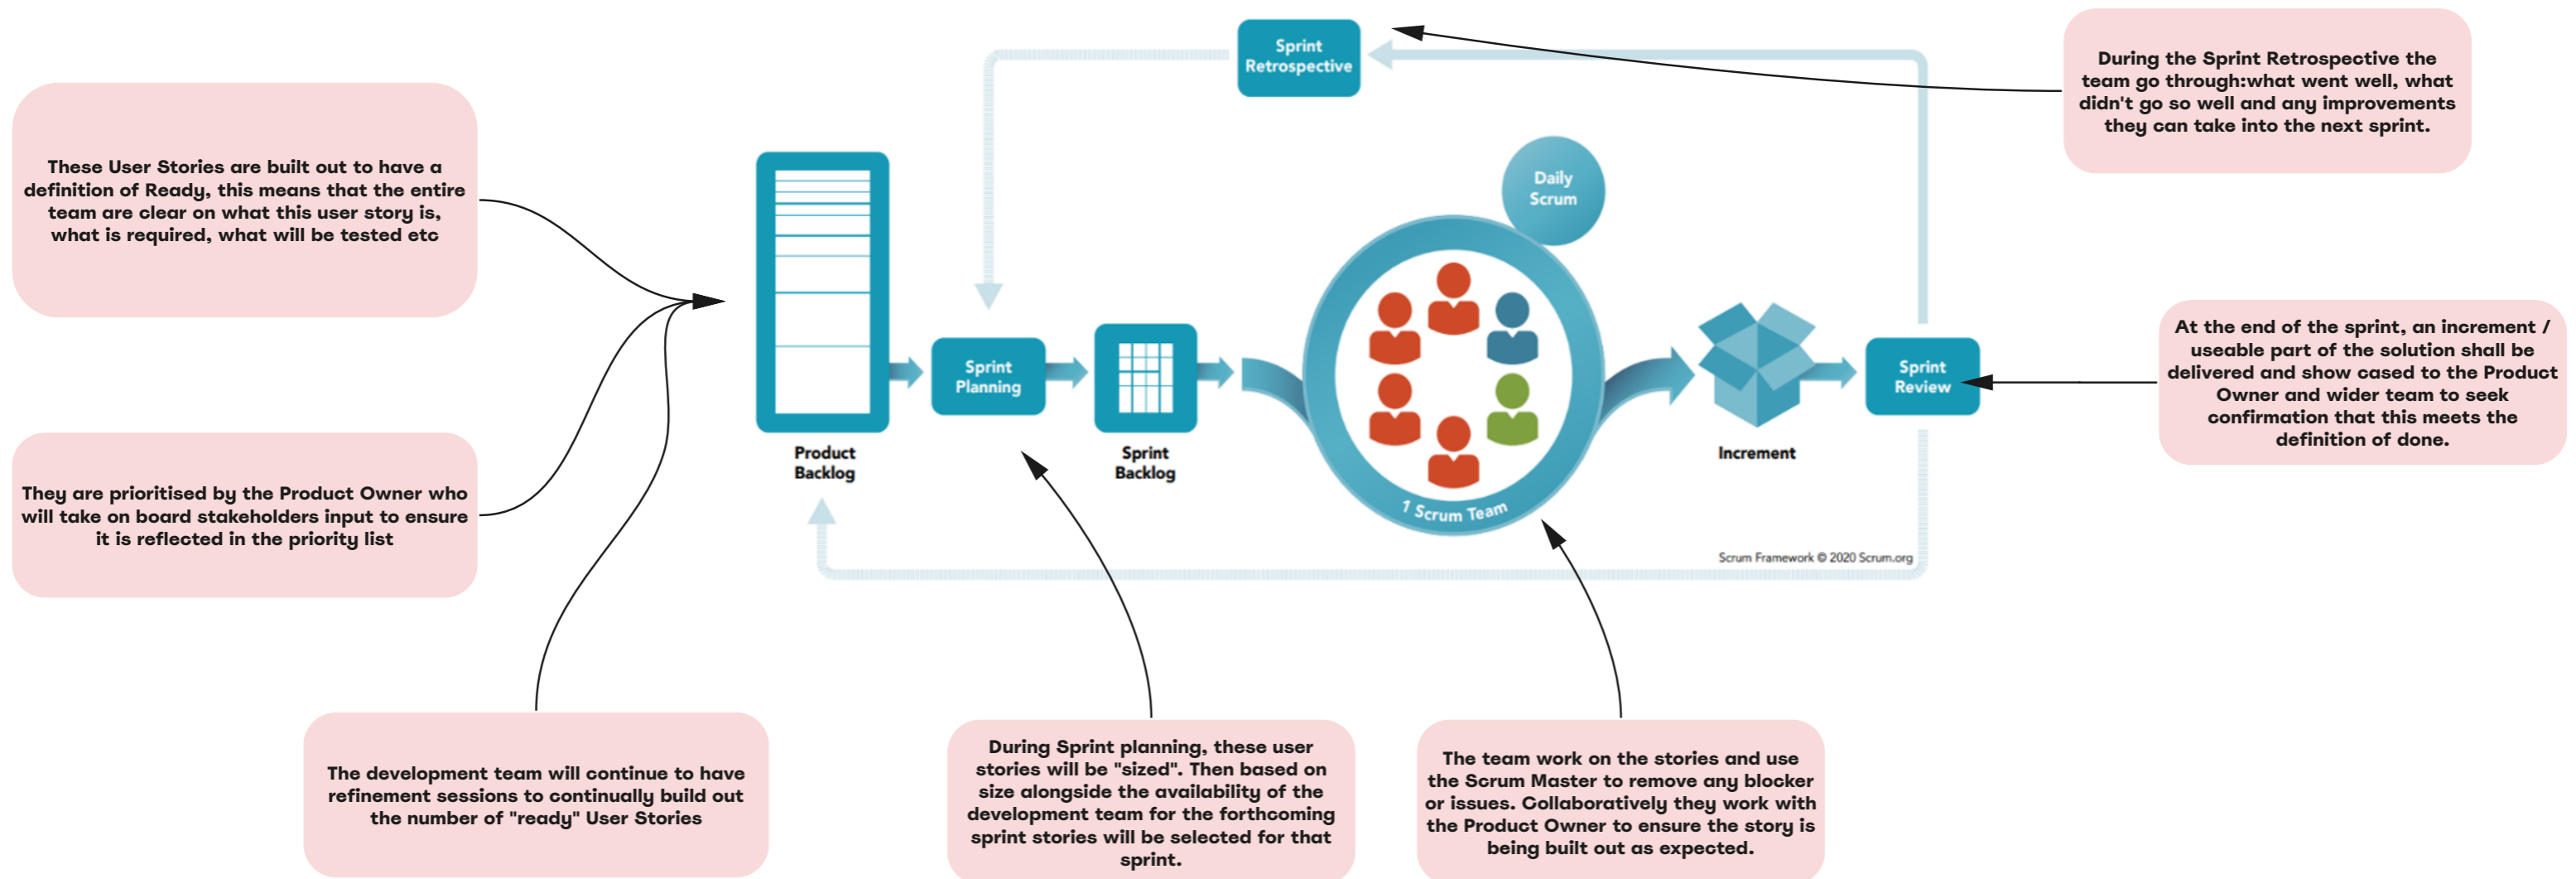 Sprint
Retrospective
During the Sprint Retrospective the
team go through:what went well, what
didn't go so well and any improvements
they can take into the next sprint.
These User Stories are built out to have a
definition of Ready, this means that the entire
team are clear on what this user story is,
what is required, what will be tested etc
Daily
Scrum
Sprint
Planning
Sprint
Review
At the end of the sprint, an increment /
useable part of the solution shall be
delivered and show cased to the Product
Owner and wider team to seek
confirmation that this meets the
definition of done.
Product
Backlog
Sprint
Backlog
Increment
1 Scrum Team
They are prioritised by the Product Owner who
will take on board stakeholders input to ensure
it is reflected in the priority list
Scrum Framework © 2020 Scrum.org
The development team will continue to have
refinement sessions to continually build out
the number of "ready" User Stories
During Sprint planning, these user
stories will be "sized". Then based on
size alongside the availability of the
development team for the forthcoming
sprint stories will be selected for that
sprint.
The team work on the stories and use
the Scrum Master to remove any blocker
or issues. Collaboratively they work with
the Product Owner to ensure the story is
being built out as expected.